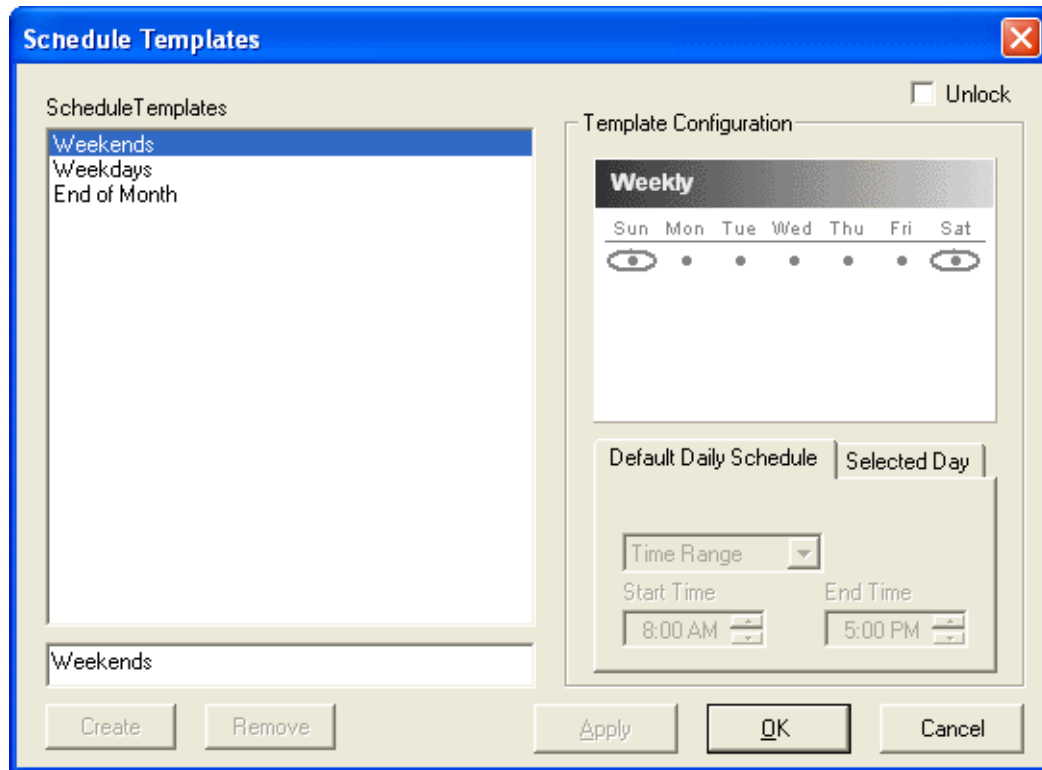 Schedule Templates
Unlock
ScheduleTemplates
Weekends
Weekdays
End of Month
Weekends
Create Remove
Template Configuration
Weekly
Sun Mon Tue Wed Thu Fri Sat
Default Daily Schedule Selected Day
Time Range
Start Time End Time
8:00 AM 5:00 PM
Apply OK Cancel